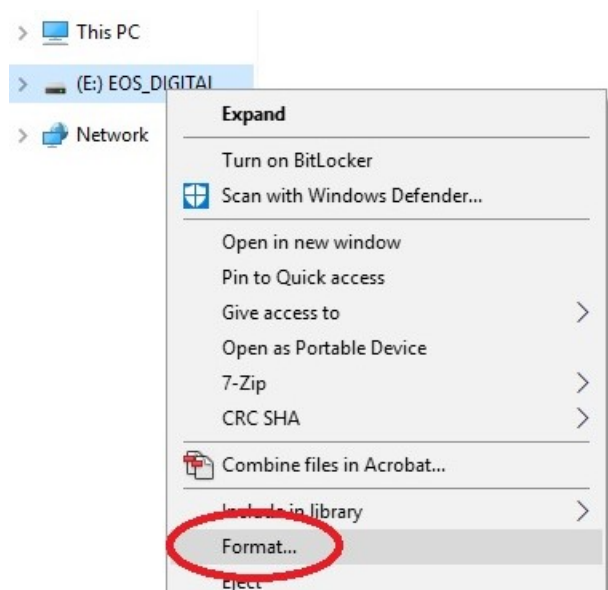 This PC
(E:) EOS_DIGITAL
Network
Expand
Turn on BitLocker
Scan with Windows Defender...
Open in new window
Pin to Quick access
Give access to
Open as Portable Device
7-Zip
CRC SHA
Combine files in Acrobat...
Include in library
Format...
Eject